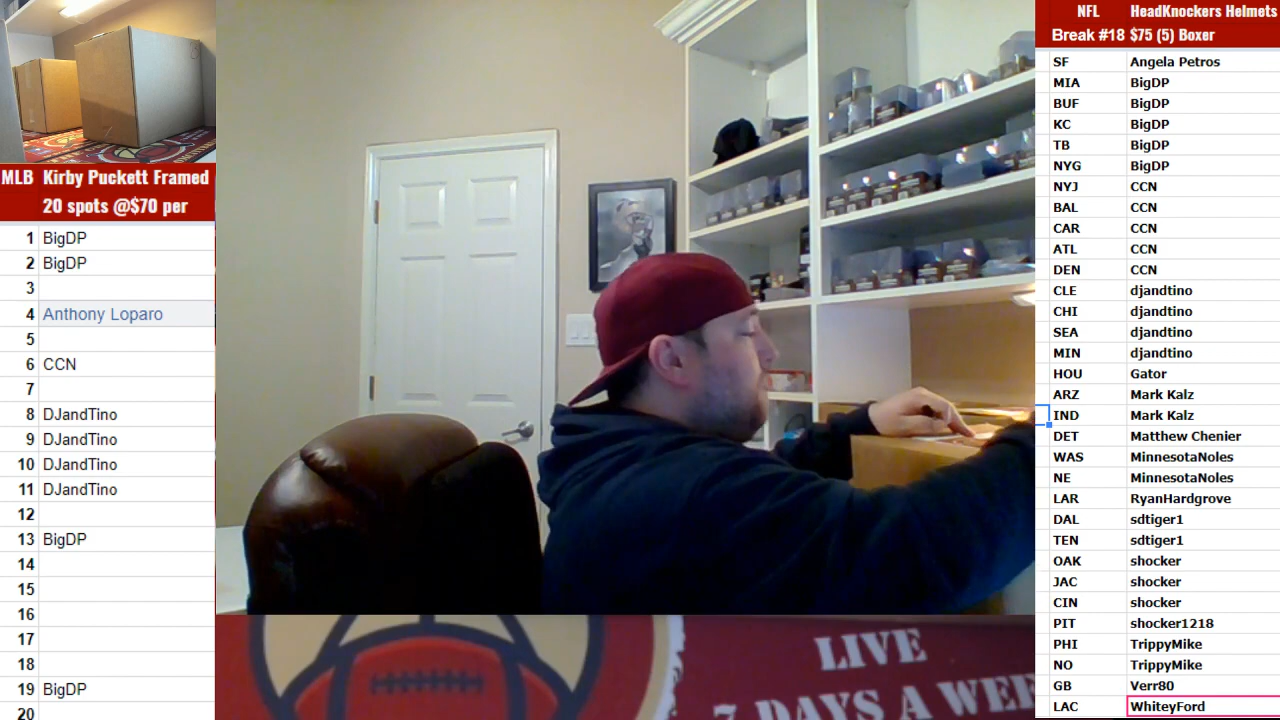 MLB Kirby Puckett Framed
20 spots @$70 per
1 BigDP
2 BigDP
3
4 Anthony Loparo
5
6 CCN
7
8 DJandTino
9 DJandTino
10 DJandTino
11 DJandTino
12
13 BigDP
14
15
16
17
18
19 BigDP
20
LIVE
7 DAYS A WEE
NFL HeadKnockers Helmets
Break #18 $75 (5) Boxer
SF Angela Petros
MIA BigDP
BUF BigDP
KC BigDP
TB BigDP
NYG BigDP
NYJ CCN
BAL CCN
CAR CCN
ATL CCN
DEN CCN
CLE djandtino
CHI djandtino
SEA djandtino
MIN djandtino
HOU Gator
ARZ Mark Kalz
IND Mark Kalz
DET Matthew Chenier
WAS MinnesotaNoles
NE MinnesotaNoles
LAR RyanHardgrove
DAL sdtiger1
TEN sdtiger1
OAK shocker
JAC shocker
CIN shocker
PIT shocker1218
PHI TrippyMike
NO TrippyMike
GB Verr80
LAC WhiteyFord